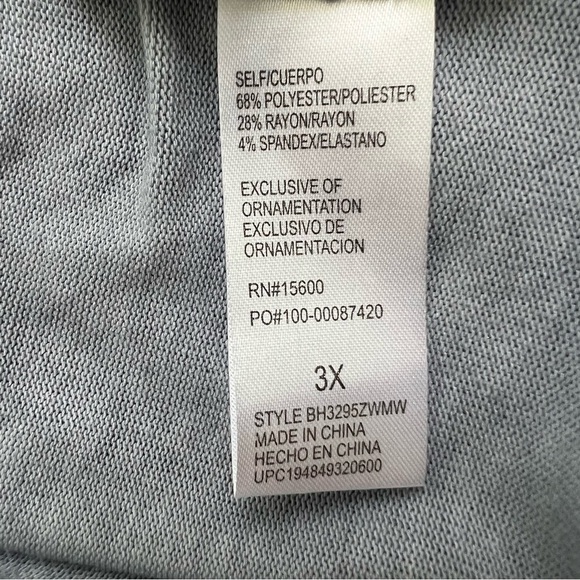 SELF/CUERPO
68% POLYESTER/POLIESTER
28% RAYON/RAYON
4% SPANDEX/ELASTANO
EXCLUSIVE OF
ORNAMENTATION
EXCLUSIVO DE
ORNAMENTACION
RN#15600
PO#100-00087420
3X
STYLE BH3295ZWMW
MADE IN CHINA
HECHO EN CHINA
UPC194849320600